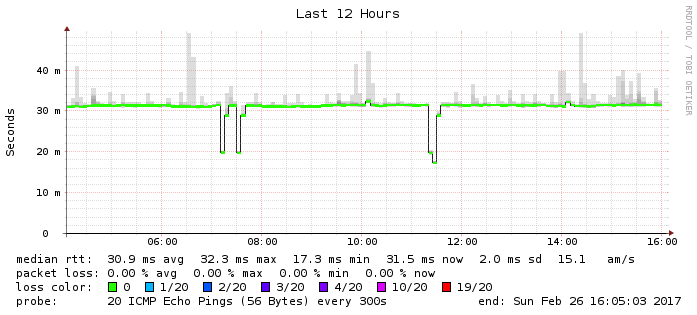 Last 12 Hours
RRDTOOL / TOBI OETIKER
Seconds
40 m
30 m
20 m
10 m
0
06:00 08:00 10:00 12:00 14:00 16:00
median rtt: 30.9 ms avg 32.3 ms max 17.3 ms min 31.5 ms now 2.0 ms sd 15.1 am/s
packet loss: 0.00 % avg 0.00 % max 0.00 % min 0.00 % now
loss color: 0 1/20 2/20 3/20 4/20 10/20 19/20
probe: 20 ICMP Echo Pings (56 Bytes) every 300s end: Sun Feb 26 16:05:03 2017